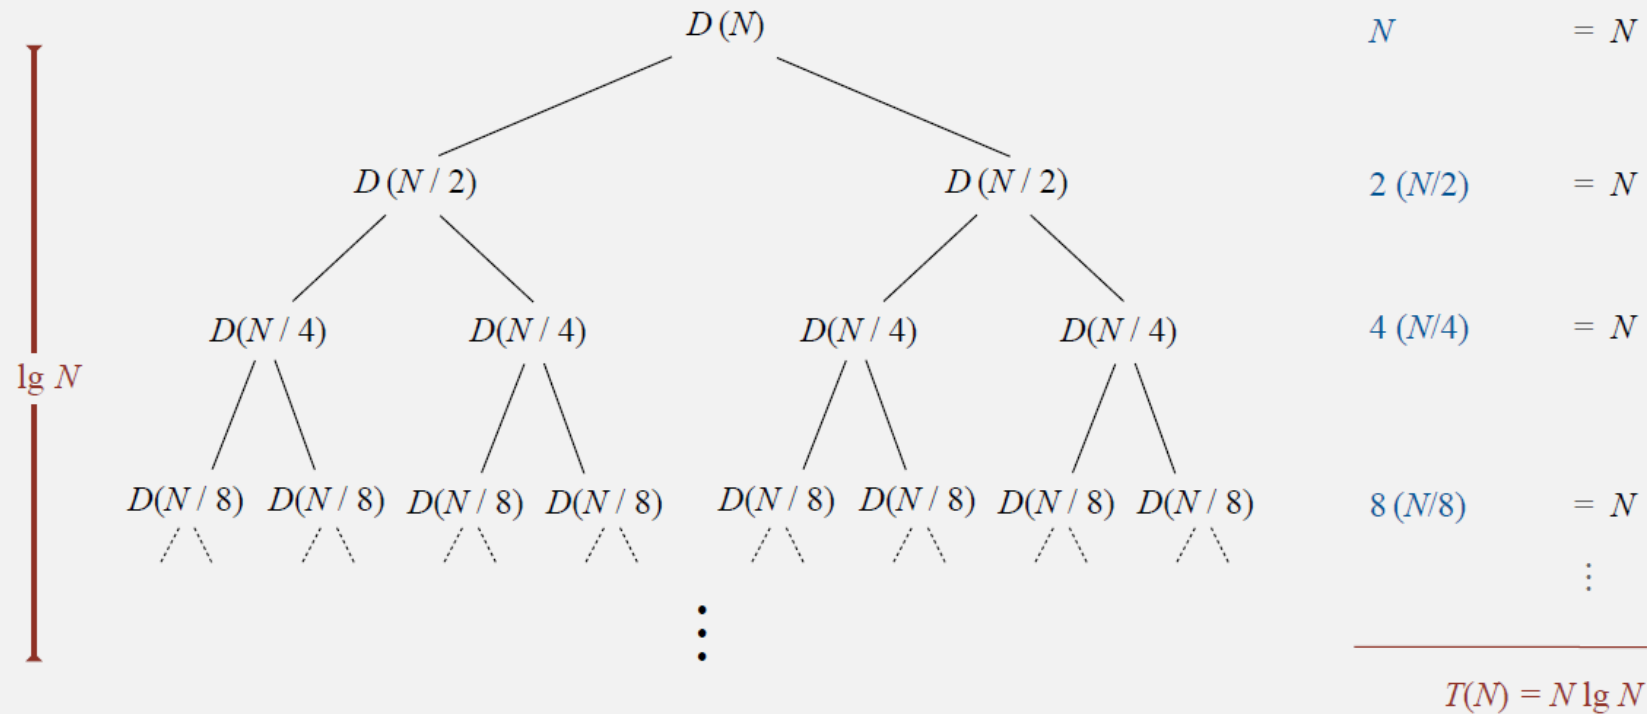 D (N) N = N
D (N / 2) D (N / 2) 2 (N/2) = N
D(N / 4) D(N / 4) D(N / 4) D(N / 4) 4 (N/4) = N
lg N
D(N / 8) D(N / 8) D(N / 8) D(N / 8) D(N / 8) D(N / 8) D(N / 8) D(N / 8) 8 (N/8) = N
⋮
⋮
T(N) = N lg N